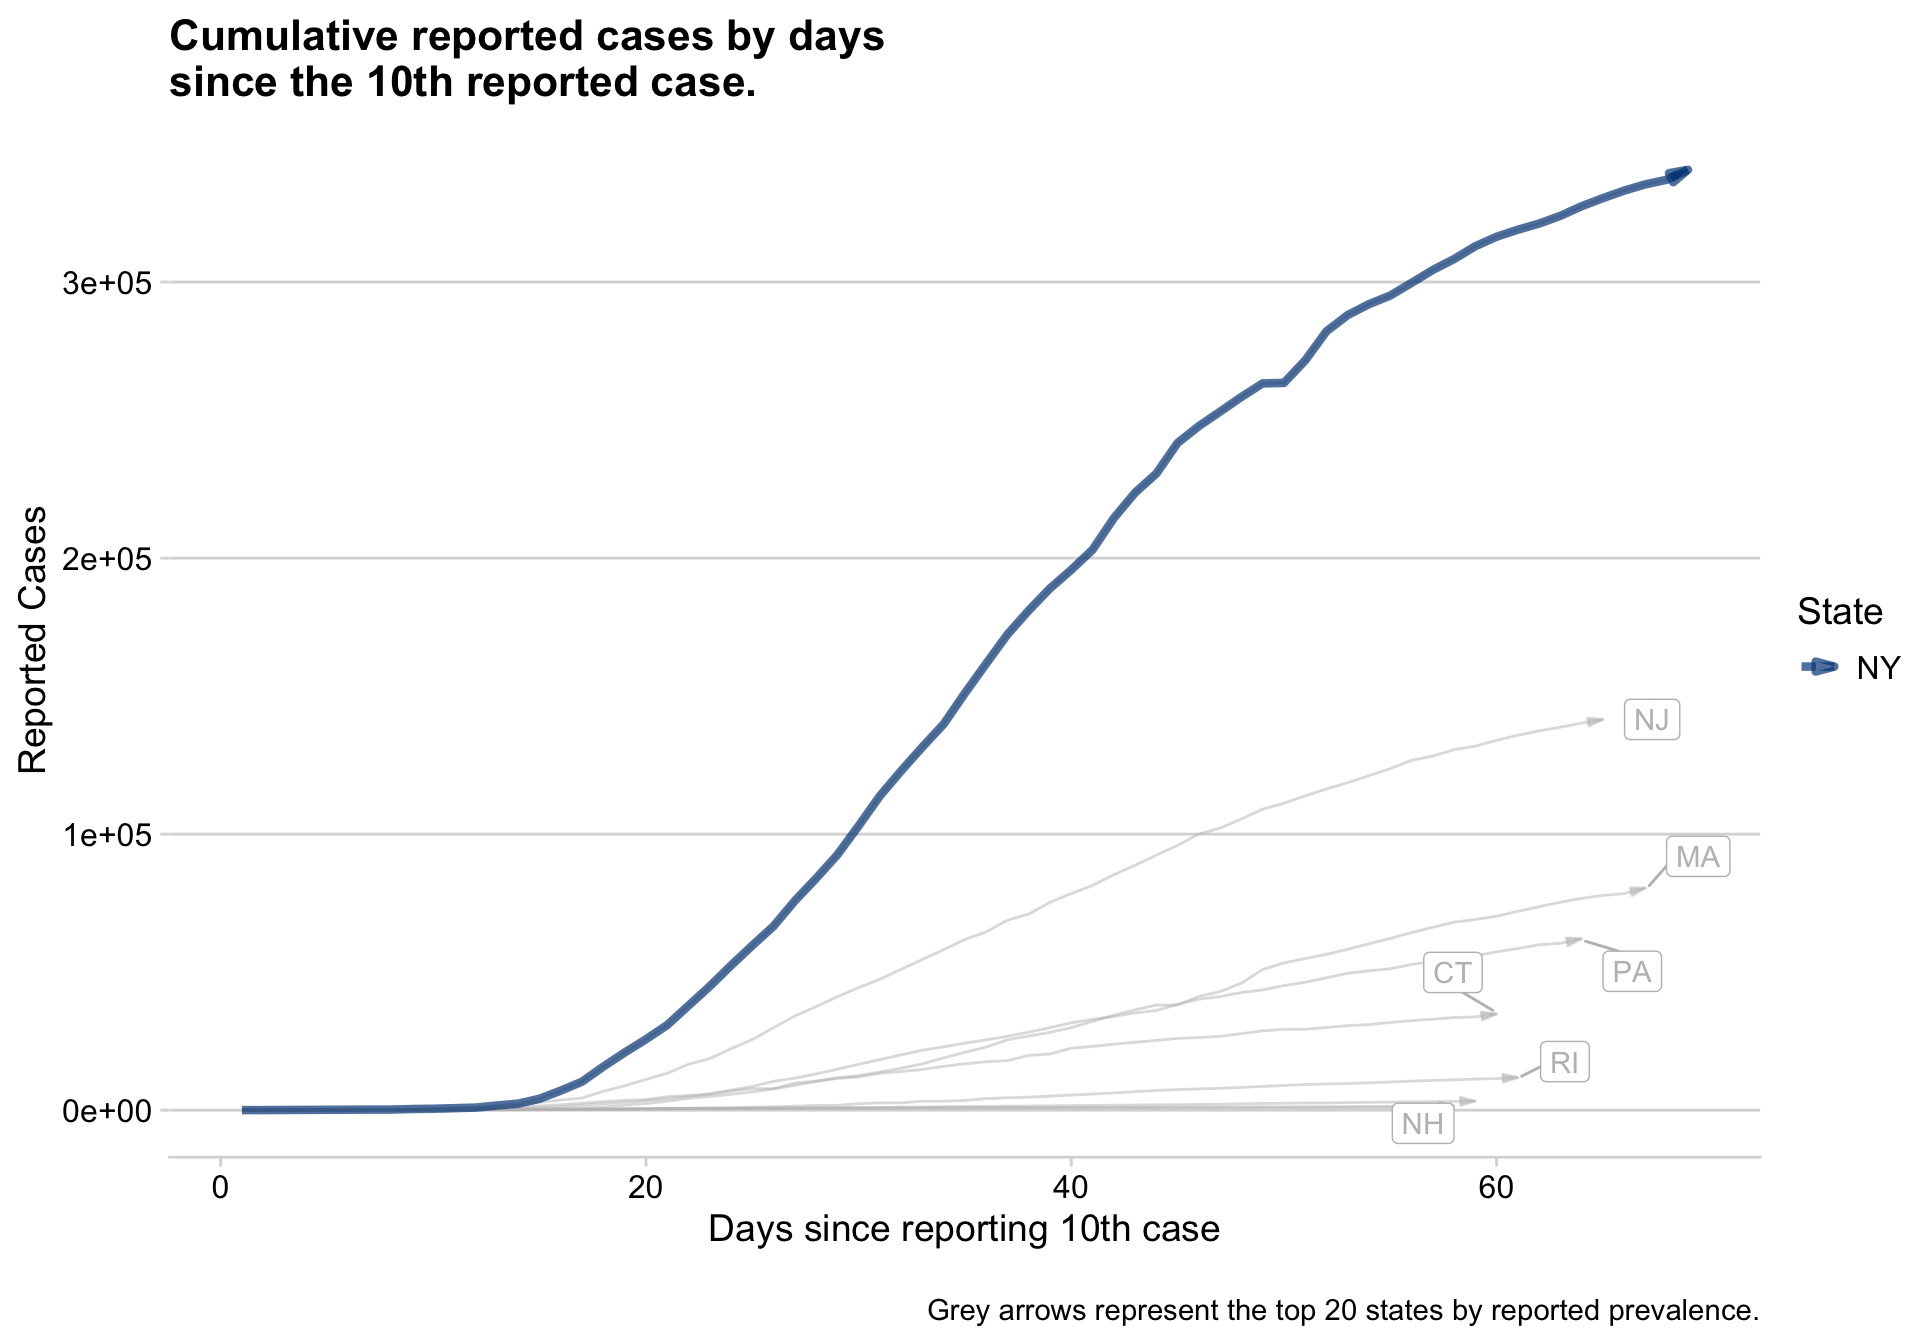 Cumulative reported cases by days
since the 10th reported case.
3e+05
2e+05
1e+05
0e+00
Reported Cases
NJ
MA
CT
PA
RI
NH
State
NY
0
20
40
60
Days since reporting 10th case
Grey arrows represent the top 20 states by reported prevalence.